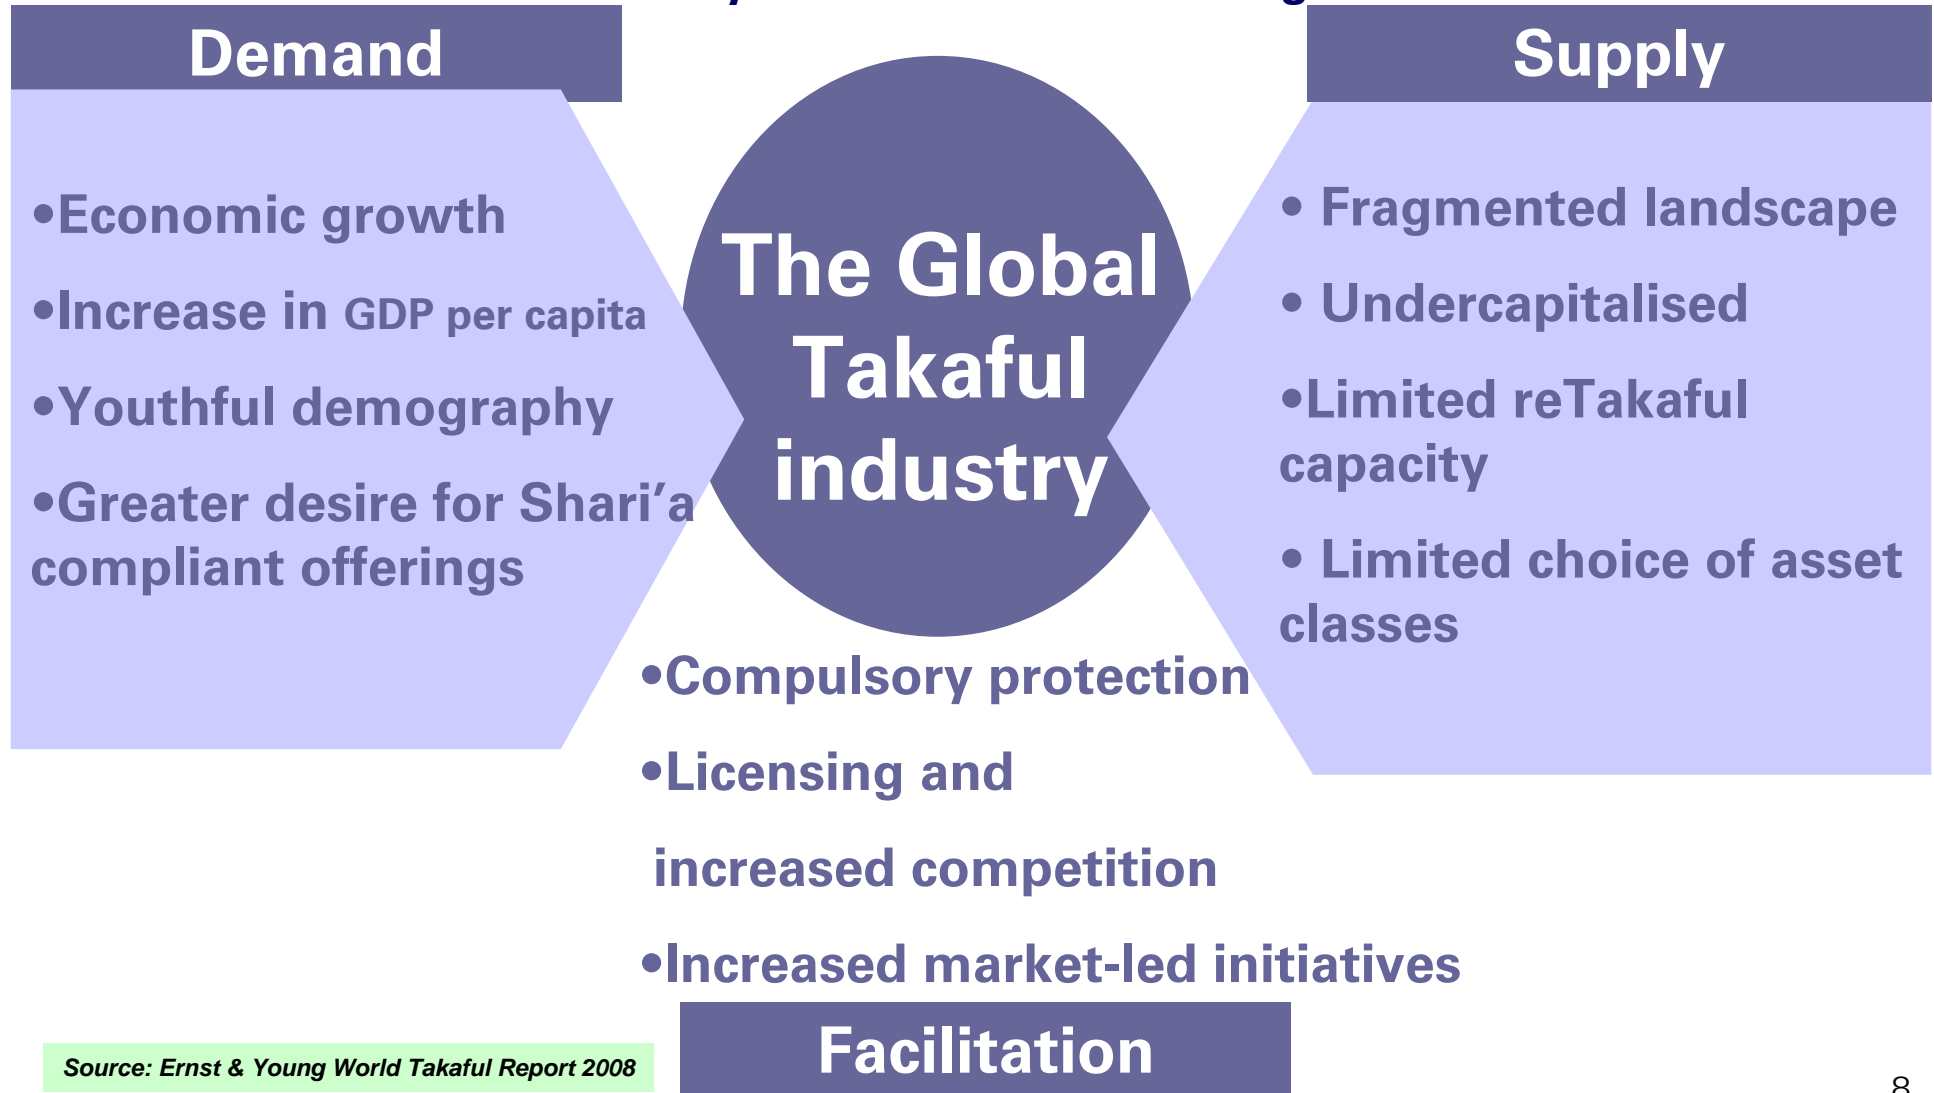 Demand
•Economic growth
•Increase in GDP per capita
•Youthful demography
•Greater desire for Shari’a
compliant offerings
The Global
Takaful
industry
Supply
• Fragmented landscape
• Undercapitalised
•Limited reTakaful
capacity
• Limited choice of asset
classes
•Compulsory protection
•Licensing and
increased competition
•Increased market-led initiatives
Facilitation
Source: Ernst & Young World Takaful Report 2008
8